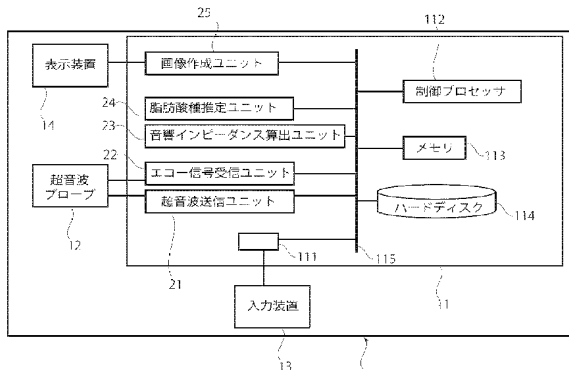 25
112
表示装置
画像作成ユニット
14
制御プロセッサ
24
脂肪酸種推定ユニット
23
音響インピーダンス算出ユニット
メモリ
113
22
エコー信号受信ユニット
超音波
プローブ
超音波送信ユニット
ハードディスク
114
12
111
115
21
11
入力装置
13